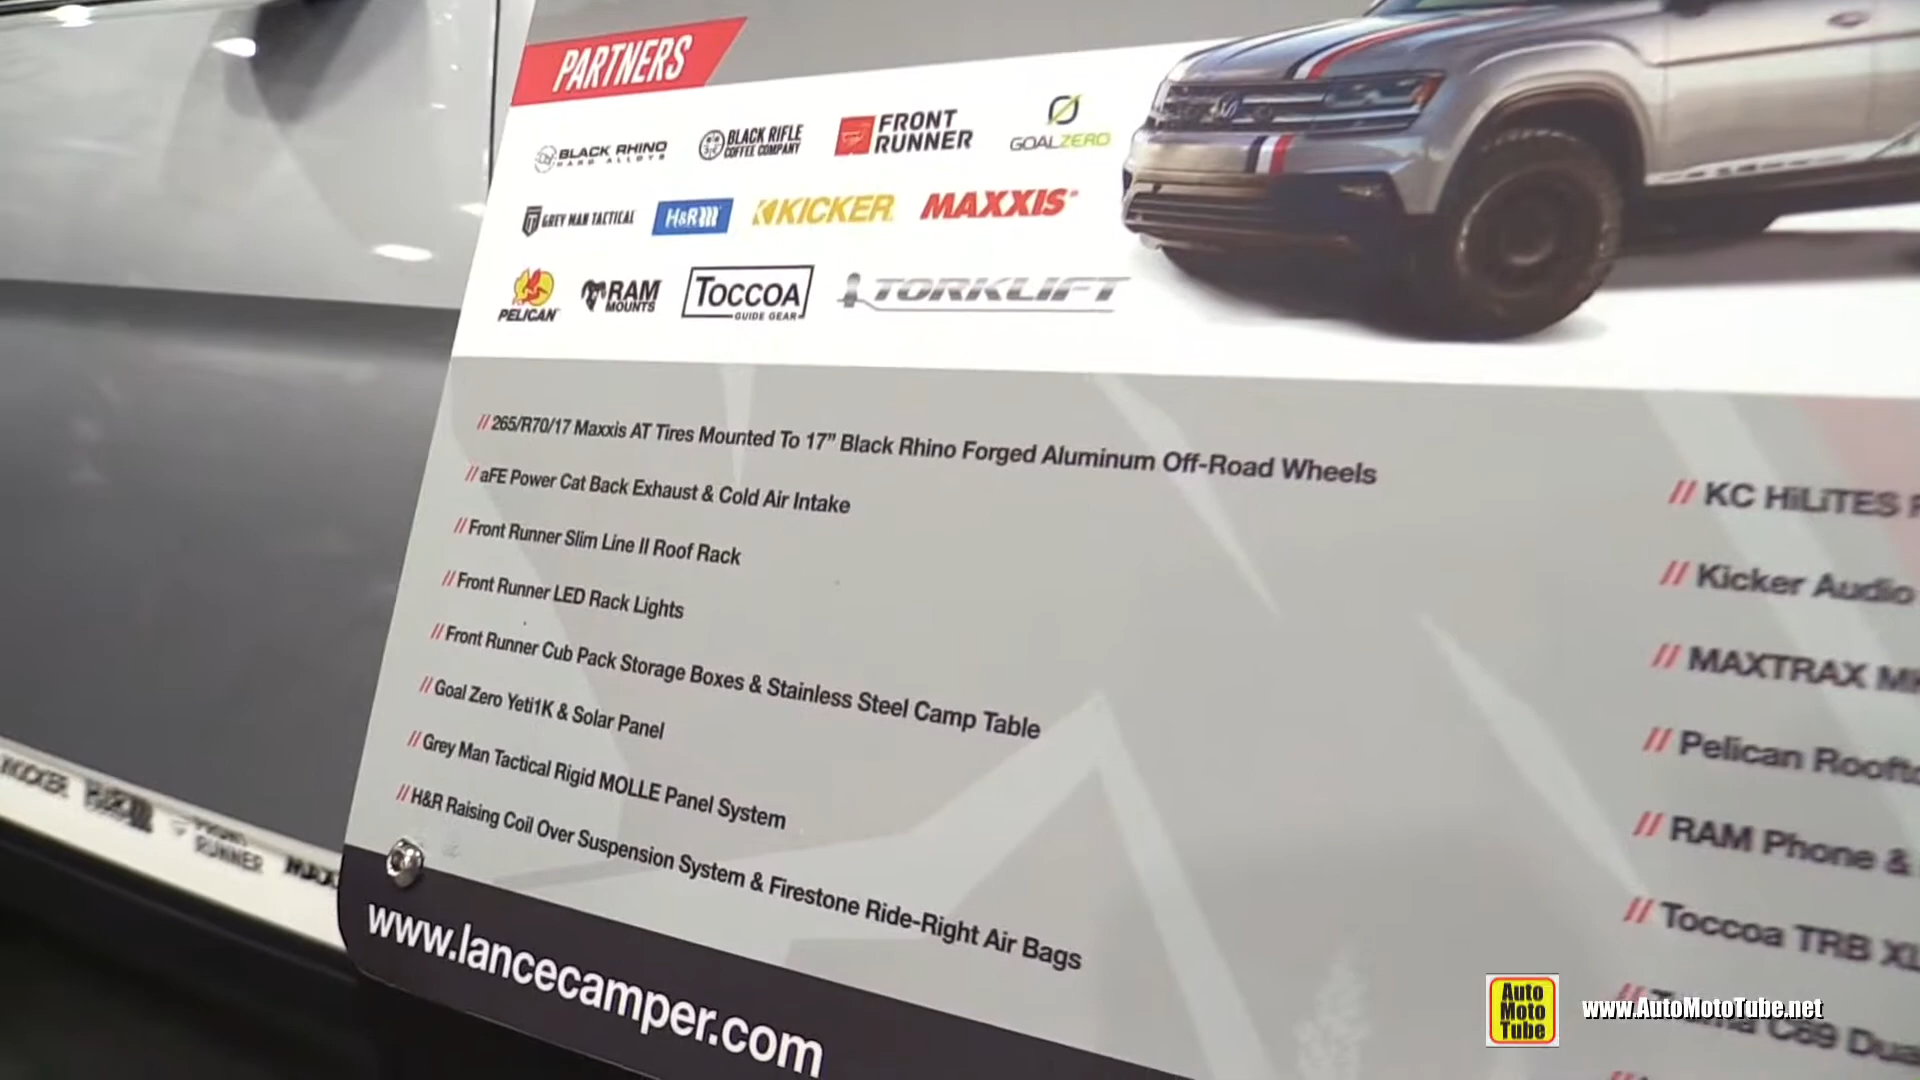 PARTNERS
BLACK RHINO
HARD ALLOYS
BLACK RIFLE
COFFEE COMPANY
FRONT
RUNNER
GOALZERO
GREY MAN TACTICAL
H&R
KICKER
MAXXIS
PELICAN
RAM
MOUNTS
TOCCOA
GUIDE GEAR
TORKLIFT
// 265/R70/17 Maxxis AT Tires Mounted To 17” Black Rhino Forged Aluminum Off-Road Wheels
// aFE Power Cat Back Exhaust & Cold Air Intake
// Front Runner Slim Line II Roof Rack
// Front Runner LED Rack Lights
// Front Runner Cub Pack Storage Boxes & Stainless Steel Camp Table
// Goal Zero Yeti1K & Solar Panel
// Grey Man Tactical Rigid MOLLE Panel System
// H&R Raising Coil Over Suspension System & Firestone Ride-Right Air Bags
// KC HiLiTES
// Kicker Audio
// MAXTRAX
// Pelican
// RAM Phone &
// Toccoa TRB XL
www.lancecamper.com
KICKER H&R
RUNNER
Auto
Moto
Tube
www.AutoMotoTube.net